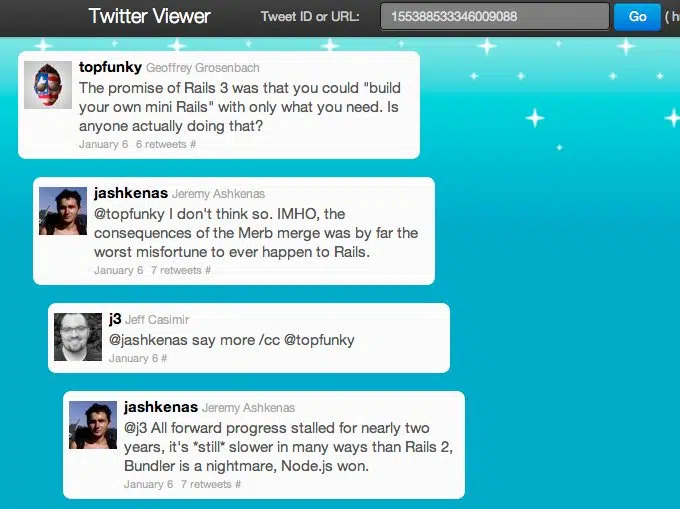 Twitter Viewer
Tweet ID or URL:
155388533346009088
Go
( h
topfunky Geoffrey Grosenbach
The promise of Rails 3 was that you could "build
your own mini Rails" with only what you need. Is
anyone actually doing that?
January 6 6 retweets #
jashkenas Jeremy Ashkenas
@topfunky I don't think so. IMHO, the
consequences of the Merb merge was by far the
worst misfortune to ever happen to Rails.
January 6 7 retweets #
j3 Jeff Casimir
@jashkenas say more /cc @topfunky
January 6 #
jashkenas Jeremy Ashkenas
@j3 All forward progress stalled for nearly two
years, it's *still* slower in many ways than Rails 2,
Bundler is a nightmare, Node.js won.
January 6 7 retweets #